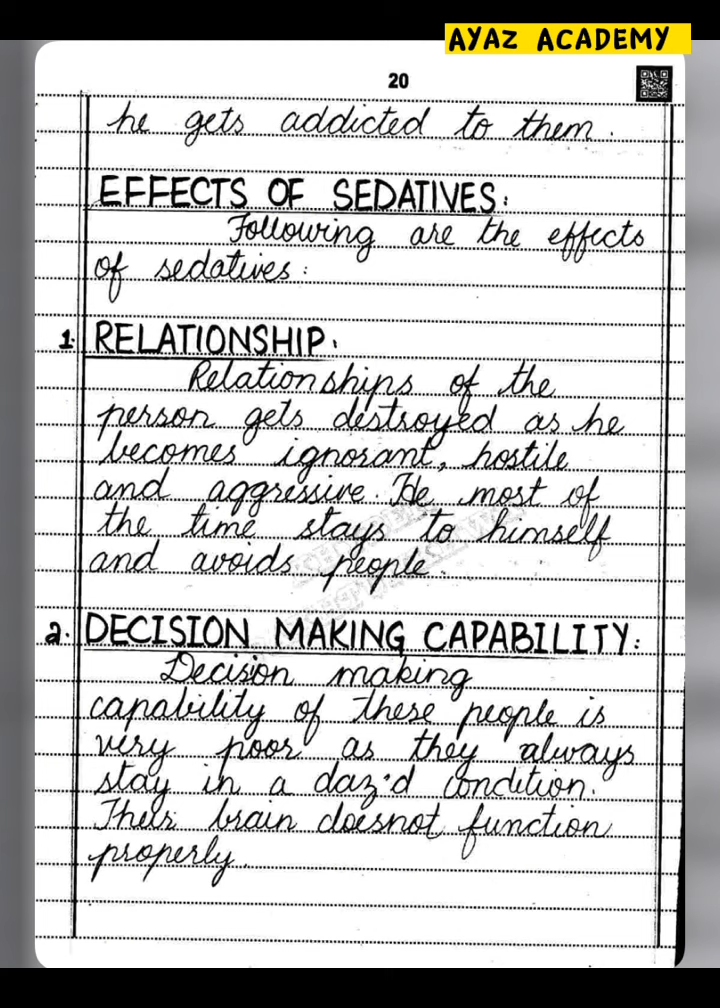 AYAZ ACADEMY
20
he gets addicted to them.
EFFECTS OF SEDATIVES:
Following are the effects
of sedatives:
1. RELATIONSHIP.
Relationships of the
person gets destroyed as he
becomes ignorant, hostile
and aggressive. He most of
the time stays to himself
and avoids people.
2. DECISION MAKING CAPABILITY:
Decision making
capability of these people is
very poor as they always
stay in a daz'd condition.
Their brain doesnot function
properly.